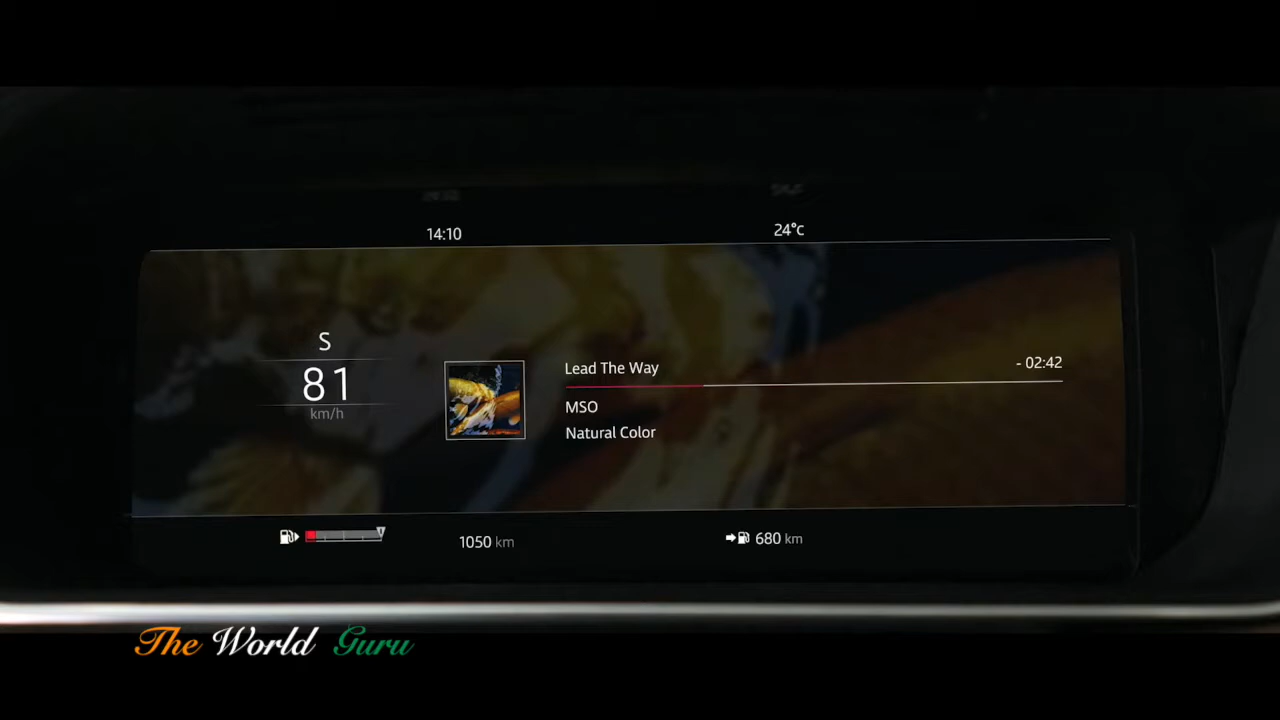 14:10
24°c
S
81
km/h
Lead The Way
- 02:42
MSO
Natural Color
1050 km
680 km
The World Guru